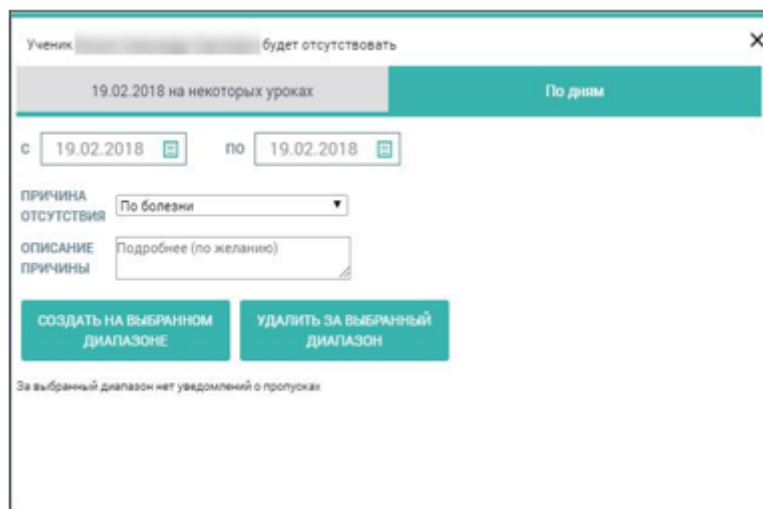 Ученик будет отсутствовать
19.02.2018 на некоторых уроках
По дням
с 19.02.2018 по 19.02.2018
ПРИЧИНА
ОТСУТСТВИЯ
По болезни
ОПИСАНИЕ
ПРИЧИНЫ
Подробнее (по желанию)
СОЗДАТЬ НА ВЫБРАННОМ
ДИАПАЗОНЕ
УДАЛИТЬ ЗА ВЫБРАННЫЙ
ДИАПАЗОН
За выбранный диапазон нет уведомлений о пропусках